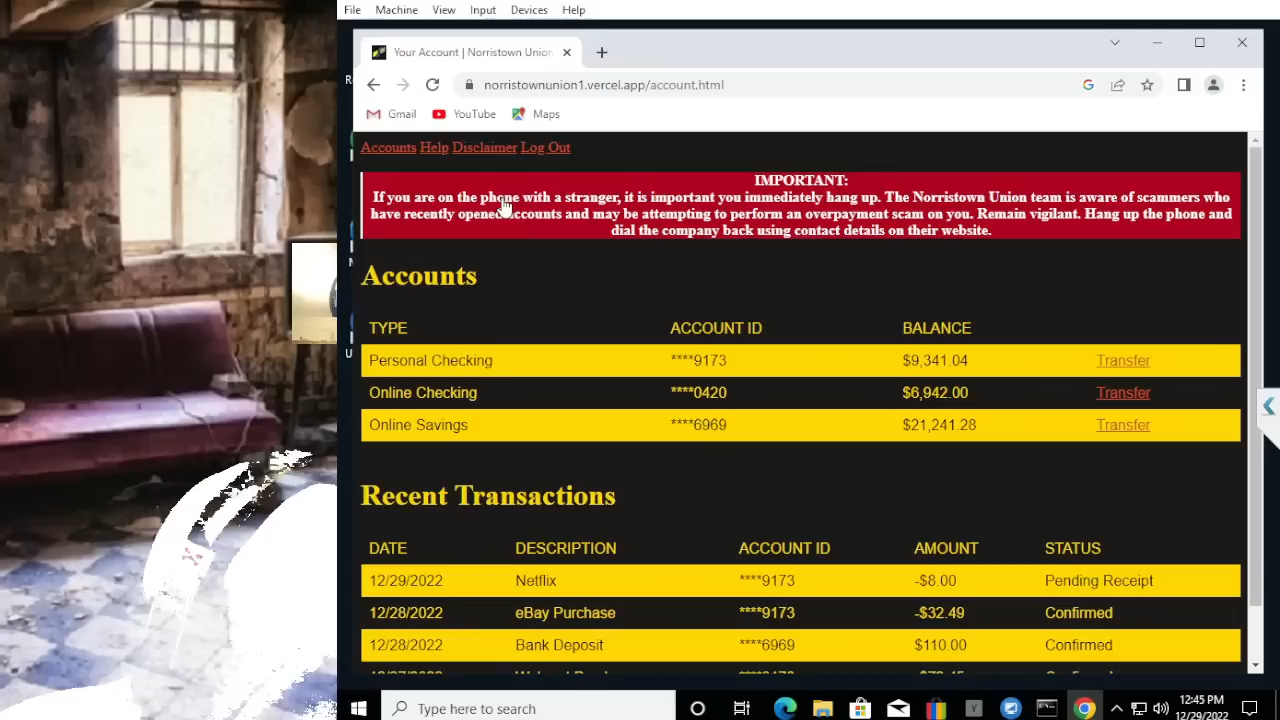 File Machine View Input Devices Help
Your Account | Norristown Union
norristownunion1.vercel.app/account.html
Gmail YouTube Maps
Accounts Help Disclaimer Log Out
IMPORTANT:
If you are on the phone with a stranger, it is important you immediately hang up. The Norristown Union team is aware of scammers who
have recently opened accounts and may be attempting to perform an overpayment scam on you. Remain vigilant. Hang up the phone and
dial the company back using contact details on their website.
Accounts
TYPE ACCOUNT ID BALANCE
Personal Checking ****9173 $9,341.04 Transfer
Online Checking ****0420 $6,942.00 Transfer
Online Savings ****6969 $21,241.28 Transfer
Recent Transactions
DATE DESCRIPTION ACCOUNT ID AMOUNT STATUS
12/29/2022 Netflix ****9173 -$8.00 Pending Receipt
12/28/2022 eBay Purchase ****9173 -$32.49 Confirmed
12/28/2022 Bank Deposit ****6969 $110.00 Confirmed
Type here to search
12:45 PM
12/29/2022